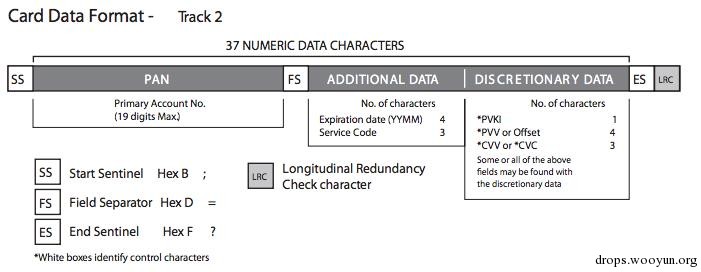 Card Data Format - Track 2
37 NUMERIC DATA CHARACTERS
SS PAN FS ADDITIONAL DATA DISCRETIONARY DATA ES LRC
Primary Account No.
(19 digits Max.)
No. of characters
Expiration date (YYMM) 4
Service Code 3
No. of characters
*PVKI 1
*PVV or Offset 4
*CVV or *CVC 3
Some or all of the above
fields may be found with
the discretionary data
SS Start Sentinel Hex B ;
FS Field Separator Hex D =
ES End Sentinel Hex F ?
LRC Longitudinal Redundancy
Check character
*White boxes identify control characters
drops.wooyun.org